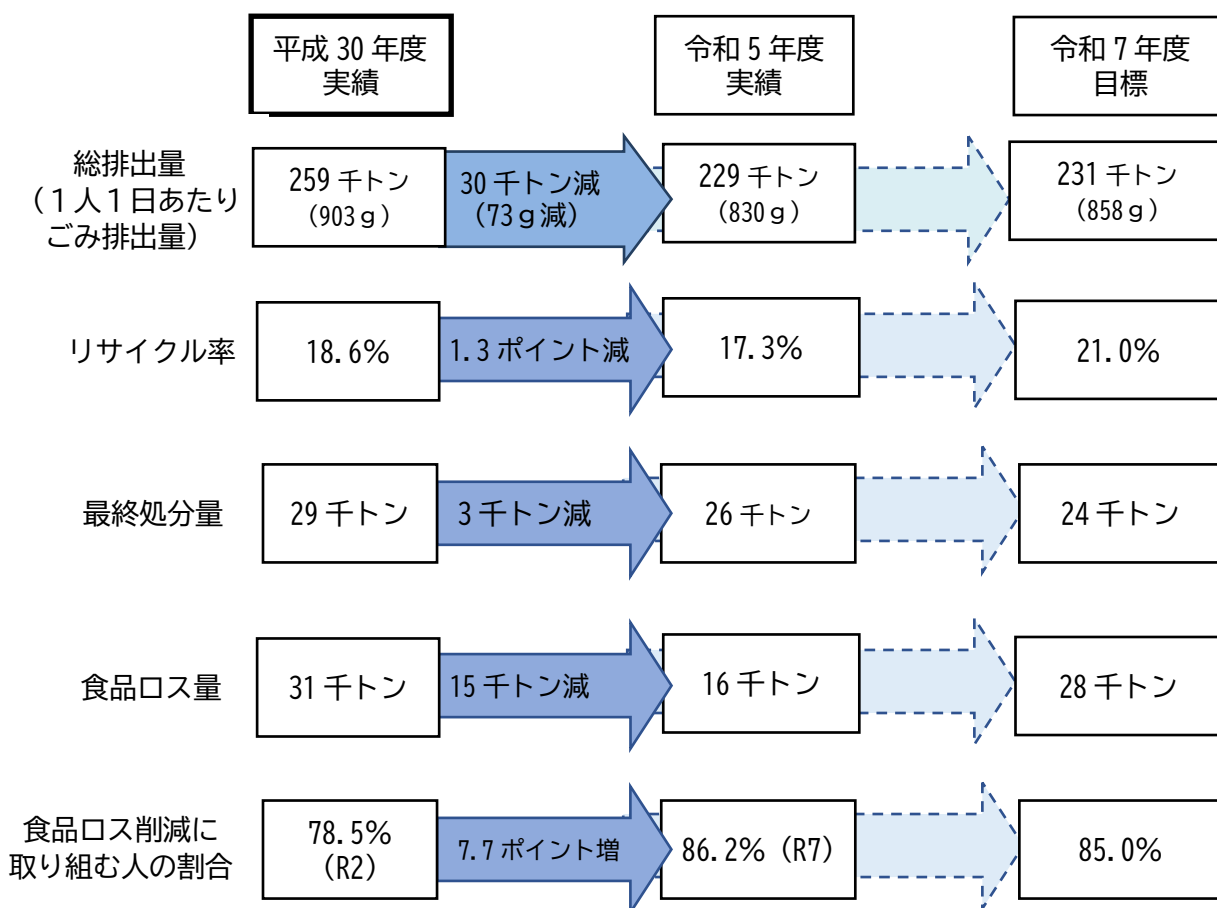 平成 30 年度
実績
令和 5 年度
実績
令和 7 年度
目標
総排出量
（１人１日あたり
ごみ排出量）
259 千トン
(903ｇ)
30 千トン減
(73ｇ減)
229 千トン
(830ｇ)
231 千トン
(858ｇ)
リサイクル率
18.6%
1.3 ポイント減
17.3%
21.0%
最終処分量
29 千トン
3 千トン減
26 千トン
24 千トン
食品ロス量
31 千トン
15 千トン減
16 千トン
28 千トン
食品ロス削減に
取り組む人の割合
78.5%
(R2)
7.7 ポイント増
86.2% (R7)
85.0%